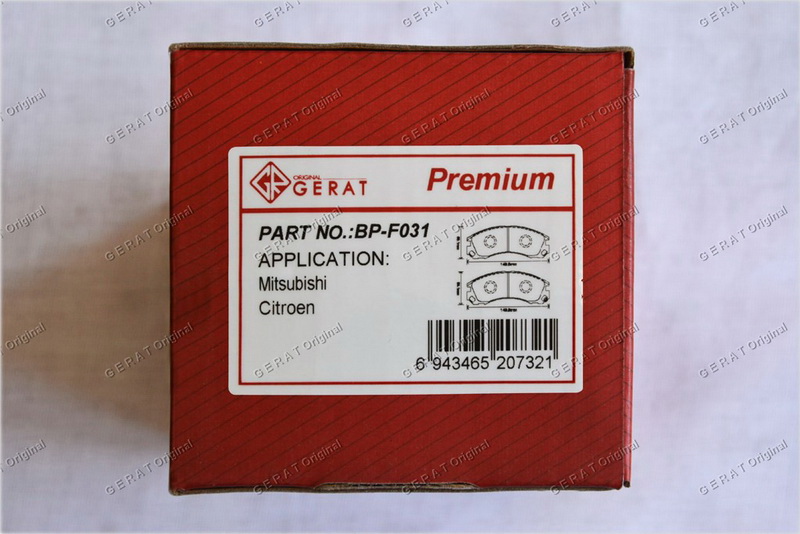 ORIGINAL
GERAT
Premium
PART NO.:BP-F031
APPLICATION:
Mitsubishi
Citroen
6 943465 207321
GERAT Original